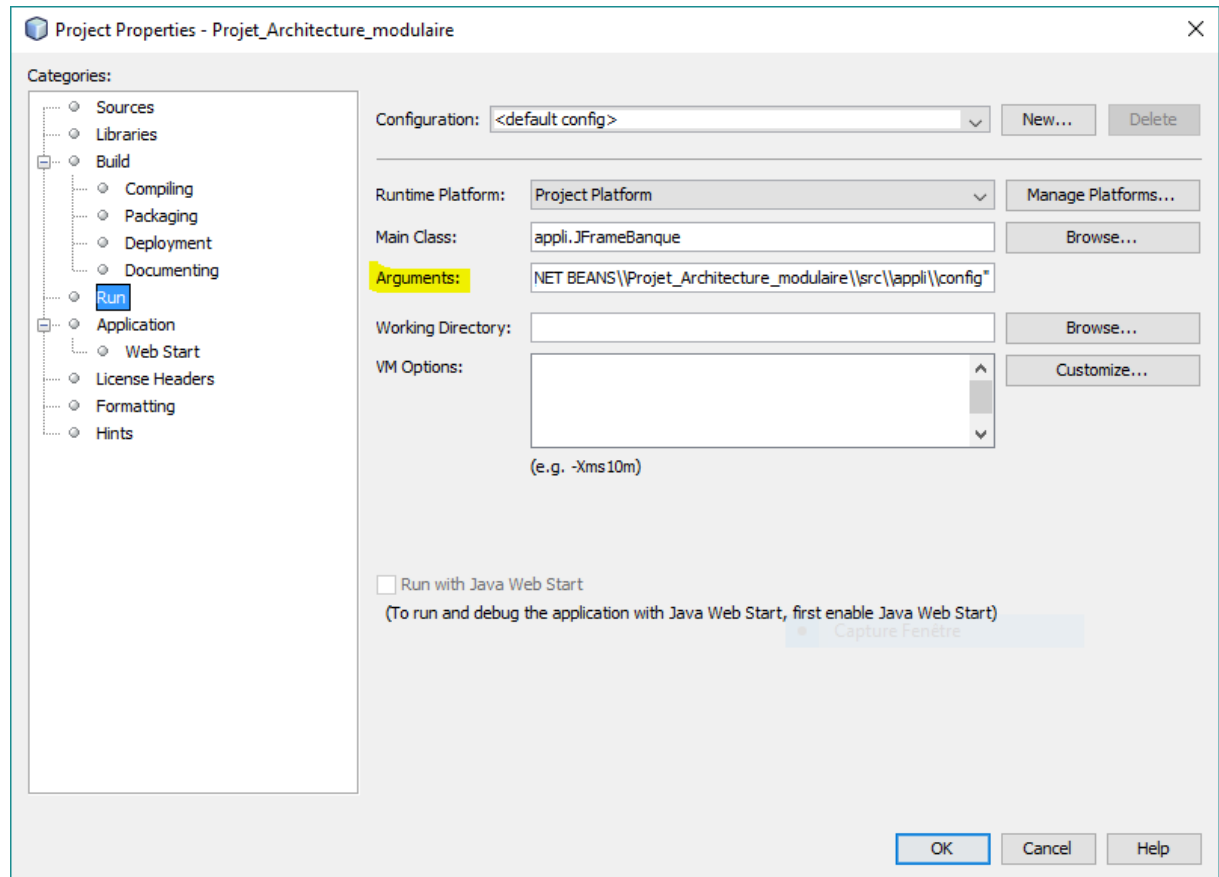 Project Properties - Projet_Architecture_modulaire
Categories:
Sources
Libraries
Build
Compiling
Packaging
Deployment
Documenting
Run
Application
Web Start
License Headers
Formatting
Hints
Configuration: <default config> New... Delete
Runtime Platform: Project Platform Manage Platforms...
Main Class: appli.JFrameBanque Browse...
Arguments: NET BEANS\\Projet_Architecture_modulaire\\src\\appli\\config"
Working Directory: Browse...
VM Options: Customize...
(e.g. -Xms10m)
Run with Java Web Start
(To run and debug the application with Java Web Start, first enable Java Web Start)
Capture Fenêtre
OK Cancel Help